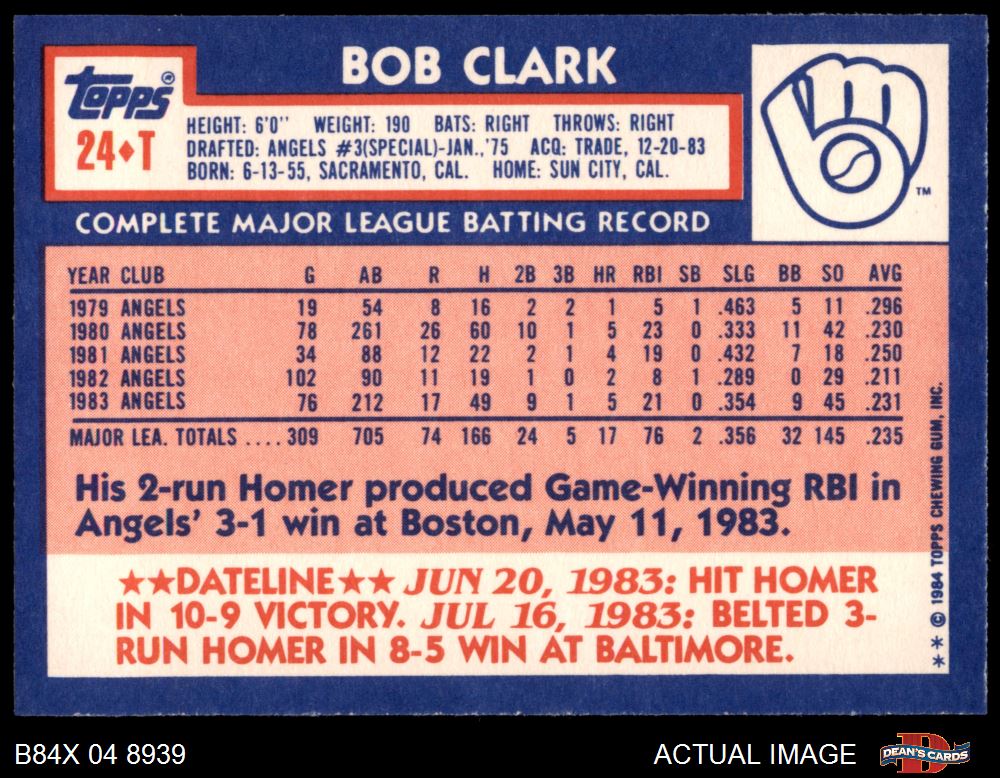 BOB CLARK
Topps®
24♦T
HEIGHT: 6'0" WEIGHT: 190 BATS: RIGHT THROWS: RIGHT
DRAFTED: ANGELS #3(SPECIAL)-JAN.,'75 ACQ: TRADE, 12-20-83
BORN: 6-13-55, SACRAMENTO, CAL. HOME: SUN CITY, CAL.
TM
COMPLETE MAJOR LEAGUE BATTING RECORD
YEAR CLUB G AB R H 2B 3B HR RBI SB SLG BB SO AVG
1979 ANGELS 19 54 8 16 2 2 1 5 1 .463 5 11 .296
1980 ANGELS 78 261 26 60 10 1 5 23 0 .333 11 42 .230
1981 ANGELS 34 88 12 22 2 1 4 19 0 .432 7 18 .250
1982 ANGELS 102 90 11 19 1 0 2 8 1 .289 0 29 .211
1983 ANGELS 76 212 17 49 9 1 5 21 0 .354 9 45 .231
MAJOR LEA. TOTALS ....309 705 74 166 24 5 17 76 2 .356 32 145 .235
His 2-run Homer produced Game-Winning RBI in
Angels' 3-1 win at Boston, May 11, 1983.
★★DATELINE★★ JUN 20, 1983: HIT HOMER
IN 10-9 VICTORY. JUL 16, 1983: BELTED 3-
RUN HOMER IN 8-5 WIN AT BALTIMORE.
** © 1984 TOPPS CHEWING GUM, INC.
B84X 04 8939
ACTUAL IMAGE
DEAN'S CARDS